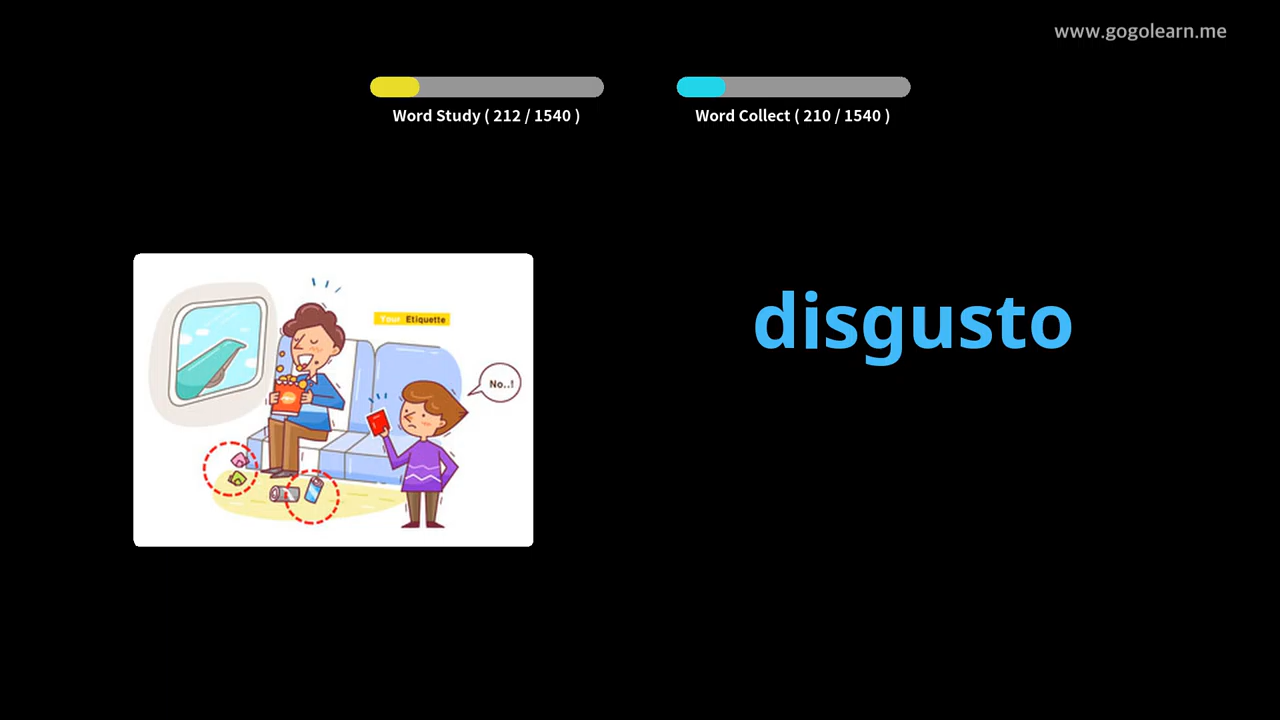 www.gogolearn.me
Word Study ( 212 / 1540 )
Word Collect ( 210 / 1540 )
Your Etiquette
No..!
disgusto